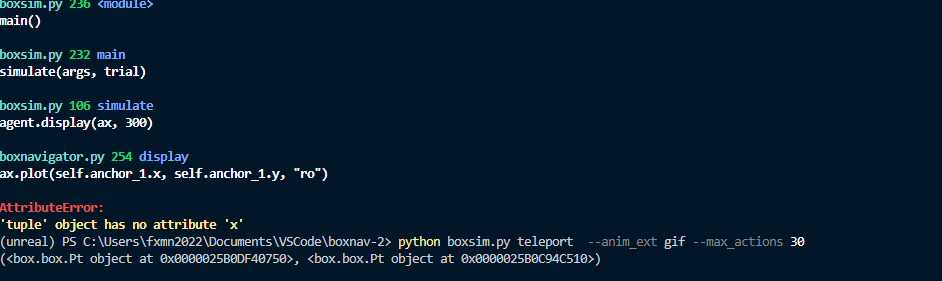 boxsim.py 236 <module>
main()
boxsim.py 232 main
simulate(args, trial)
boxsim.py 106 simulate
agent.display(ax, 300)
boxnavigator.py 254 display
ax.plot(self.anchor_1.x, self.anchor_1.y, "ro")
AttributeError:
'tuple' object has no attribute 'x'
(unreal) PS C:\Users\fxmn2022\Documents\VSCode\boxnav-2> python boxsim.py teleport  --anim_ext gif --max_actions 30
(<box.box.Pt object at 0x0000025B0DF40750>, <box.box.Pt object at 0x0000025B0C94C510>)